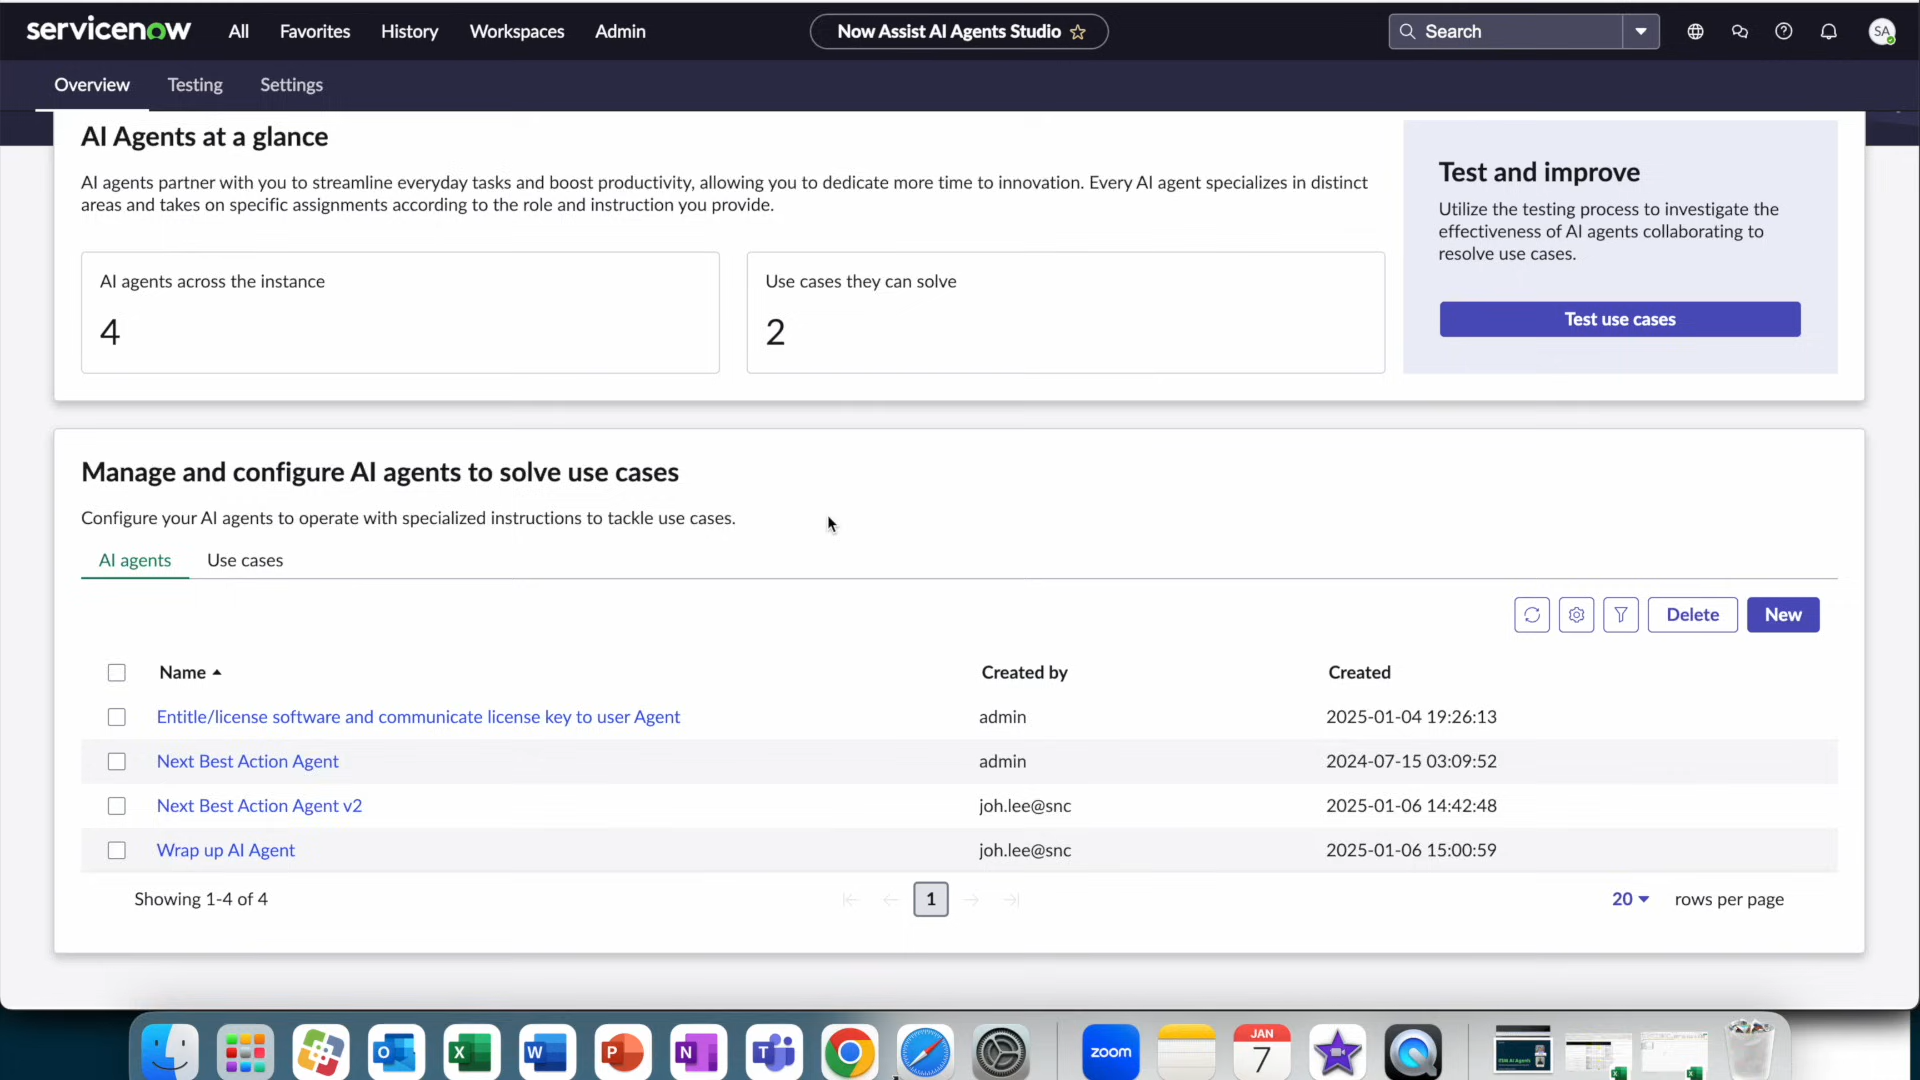 servicenow All Favorites History Workspaces Admin Now Assist AI Agents Studio Search SA
Overview Testing Settings
AI Agents at a glance
AI agents partner with you to streamline everyday tasks and boost productivity, allowing you to dedicate more time to innovation. Every AI agent specializes in distinct
areas and takes on specific assignments according to the role and instruction you provide.
AI agents across the instance
4
Use cases they can solve
2
Test and improve
Utilize the testing process to investigate the
effectiveness of AI agents collaborating to
resolve use cases.
Test use cases
Manage and configure AI agents to solve use cases
Configure your AI agents to operate with specialized instructions to tackle use cases.
AI agents Use cases
Delete New
Name Created by Created
Entitle/license software and communicate license key to user Agent admin 2025-01-04 19:26:13
Next Best Action Agent admin 2024-07-15 03:09:52
Next Best Action Agent v2 joh.lee@snc 2025-01-06 14:42:48
Wrap up AI Agent joh.lee@snc 2025-01-06 15:00:59
Showing 1-4 of 4 1 20 rows per page
O X W P N T zoom JAN
7